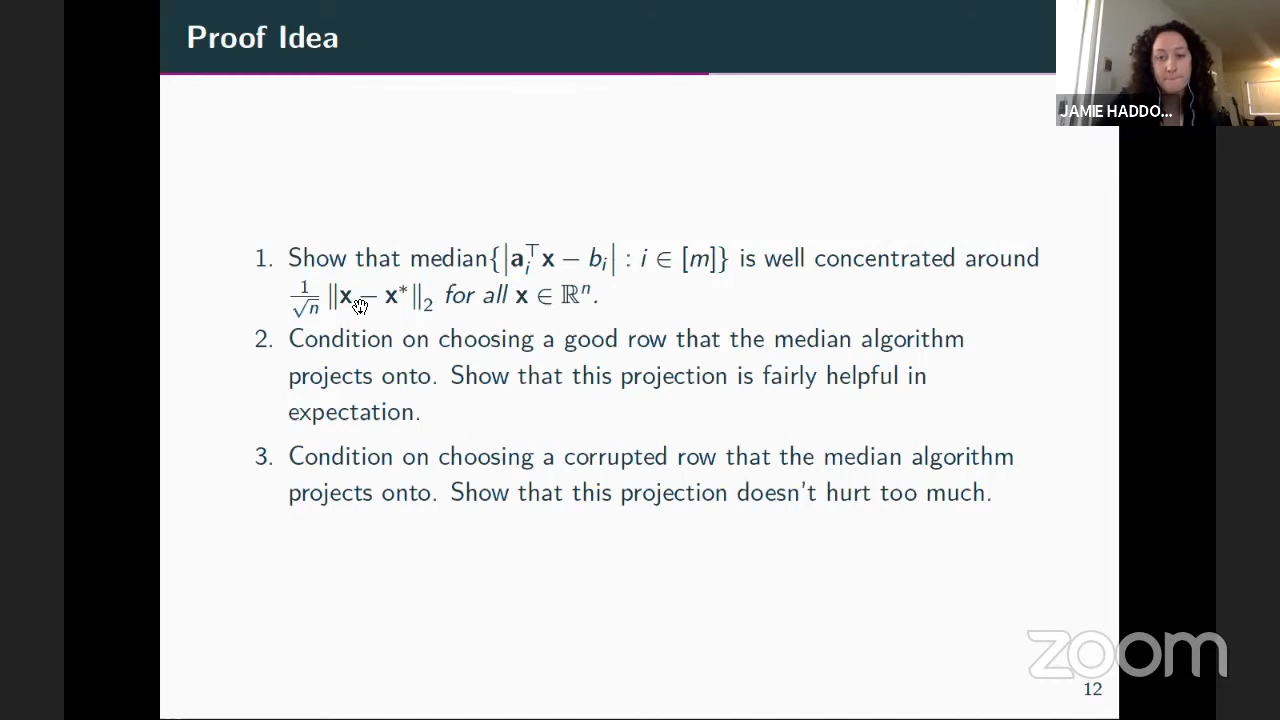 Proof Idea
JAMIE HADDO...
1. Show that median{|aᵢ⊤x − bᵢ| : i ∈ [m]} is well concentrated around
1/√n ‖x − x*‖₂ for all x ∈ ℝⁿ.
2. Condition on choosing a good row that the median algorithm
projects onto. Show that this projection is fairly helpful in
expectation.
3. Condition on choosing a corrupted row that the median algorithm
projects onto. Show that this projection doesn't hurt too much.
zoom
12